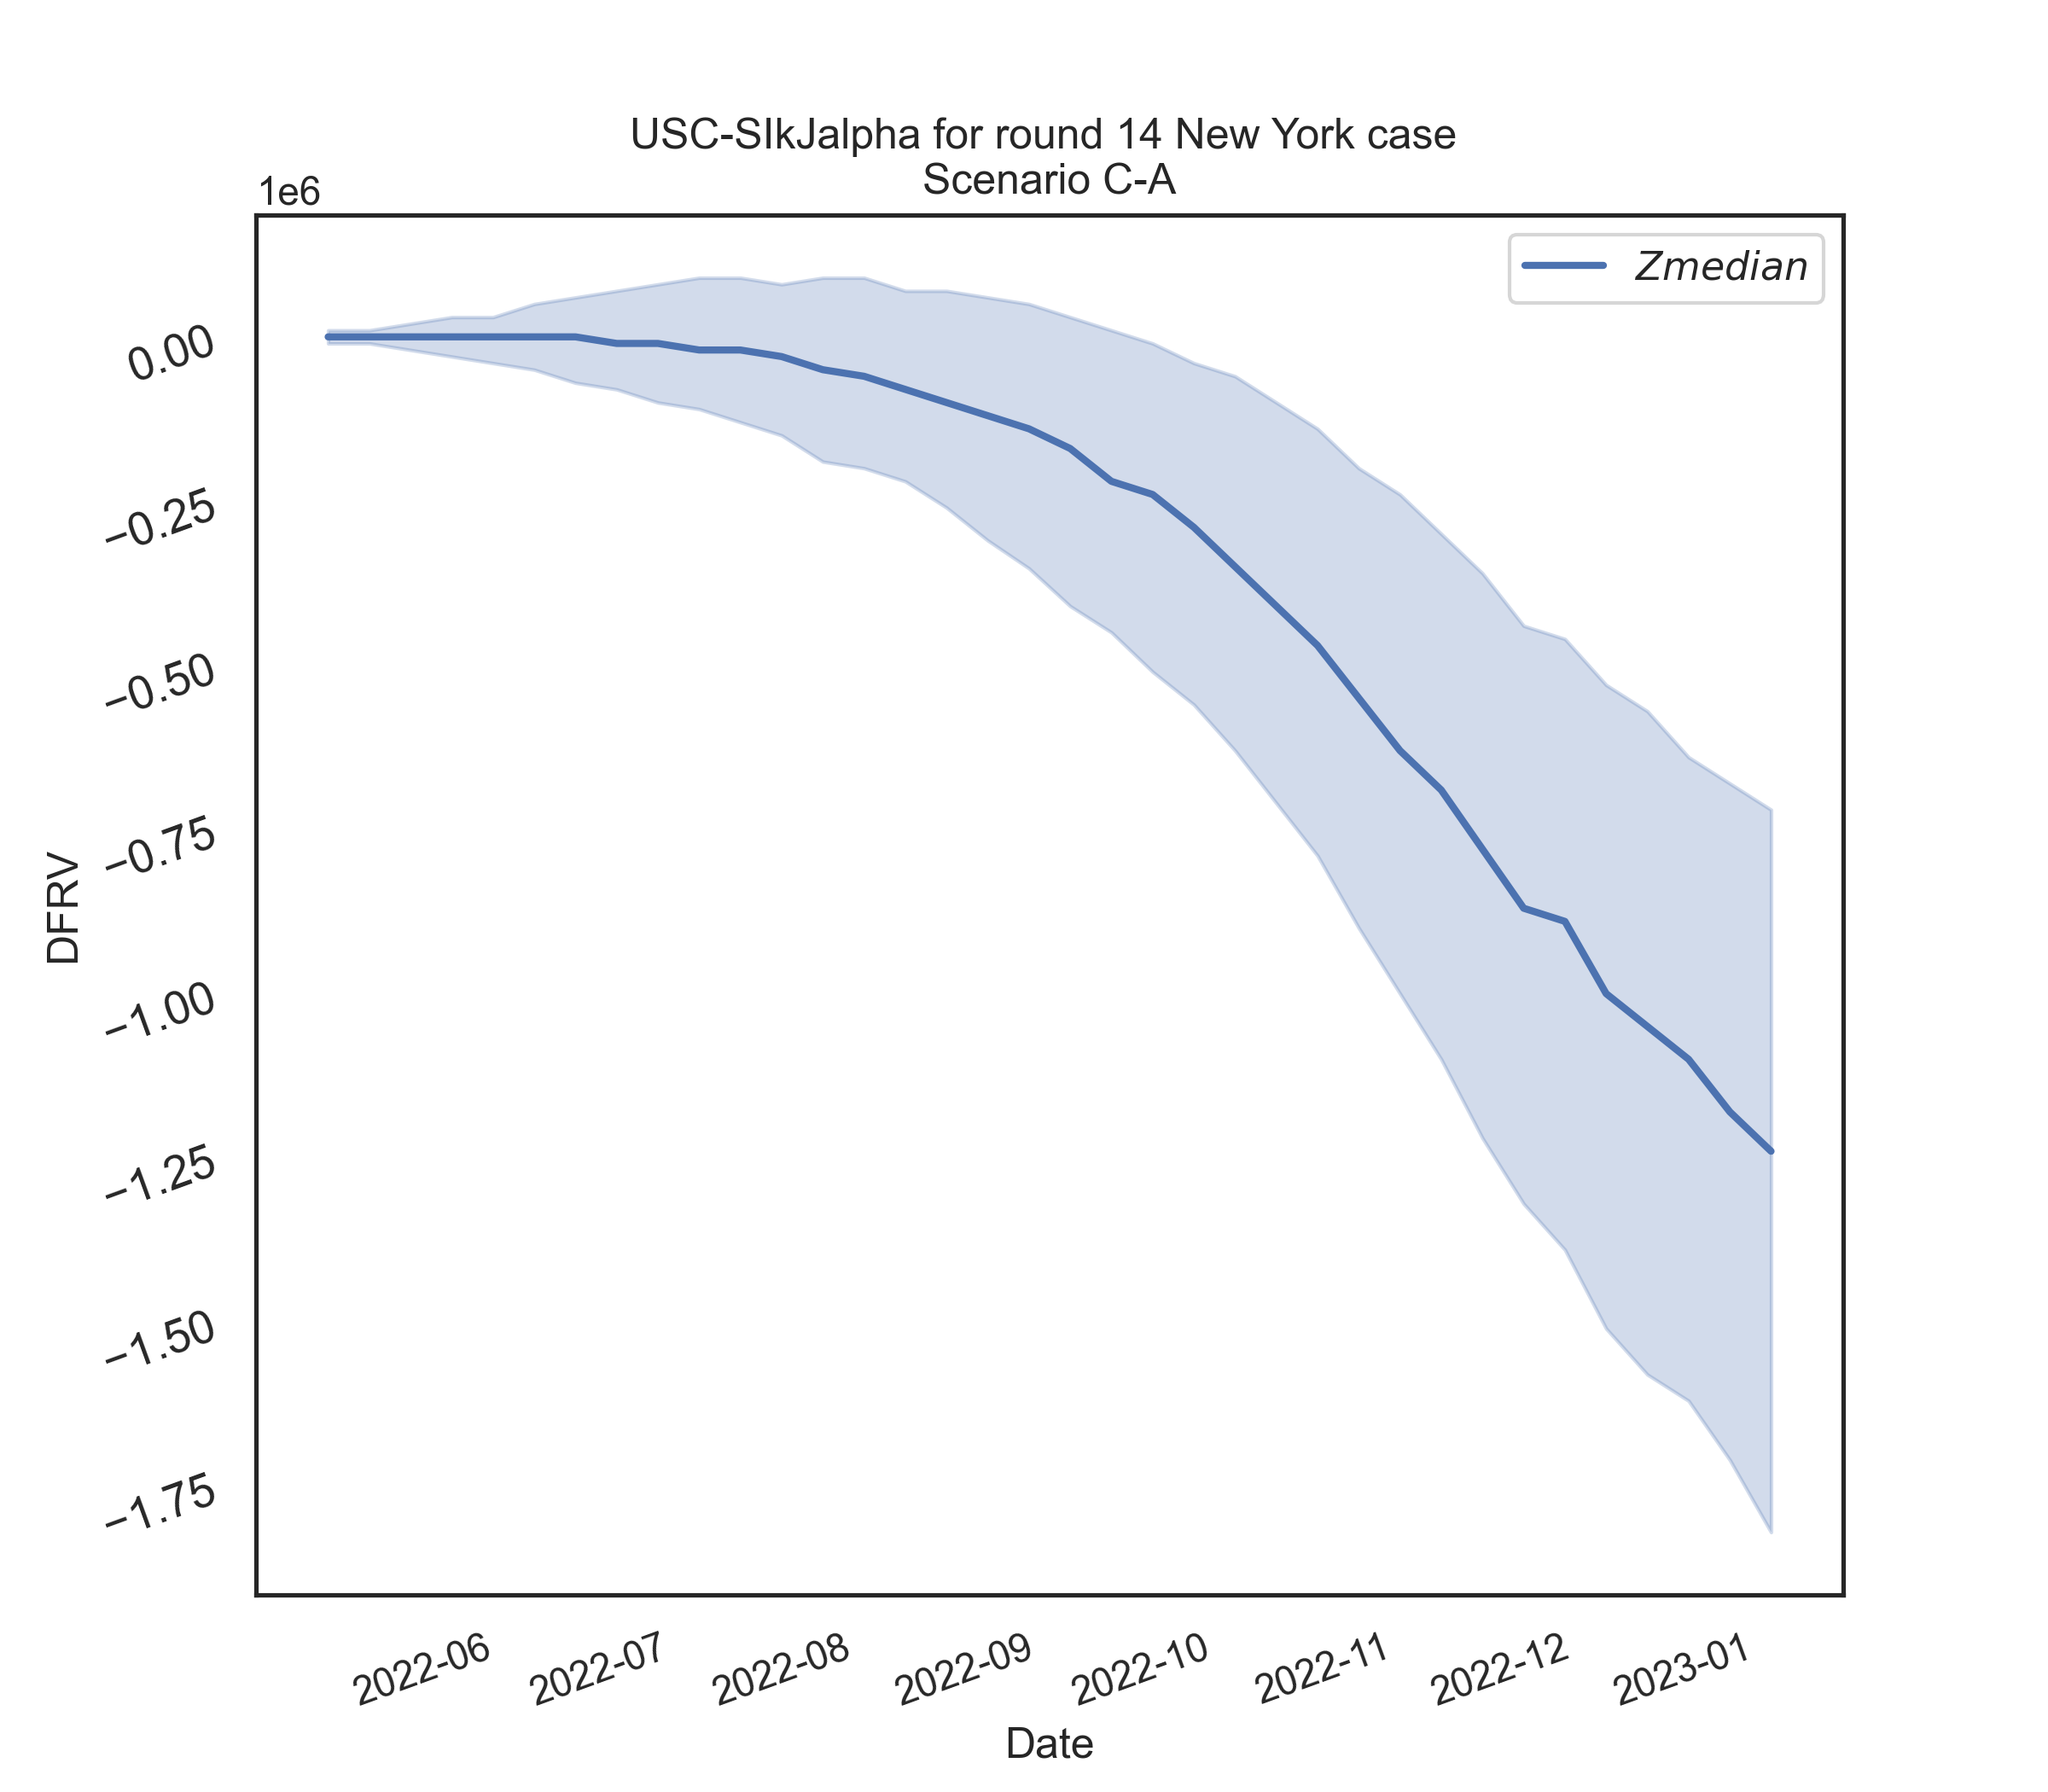 USC-SIkJalpha for round 14 New York case
Scenario C-A
1e6
Zmedian
0.00
−0.25
−0.50
−0.75
−1.00
−1.25
−1.50
−1.75
DFRV
2022-06
2022-07
2022-08
2022-09
2022-10
2022-11
2022-12
2023-01
Date